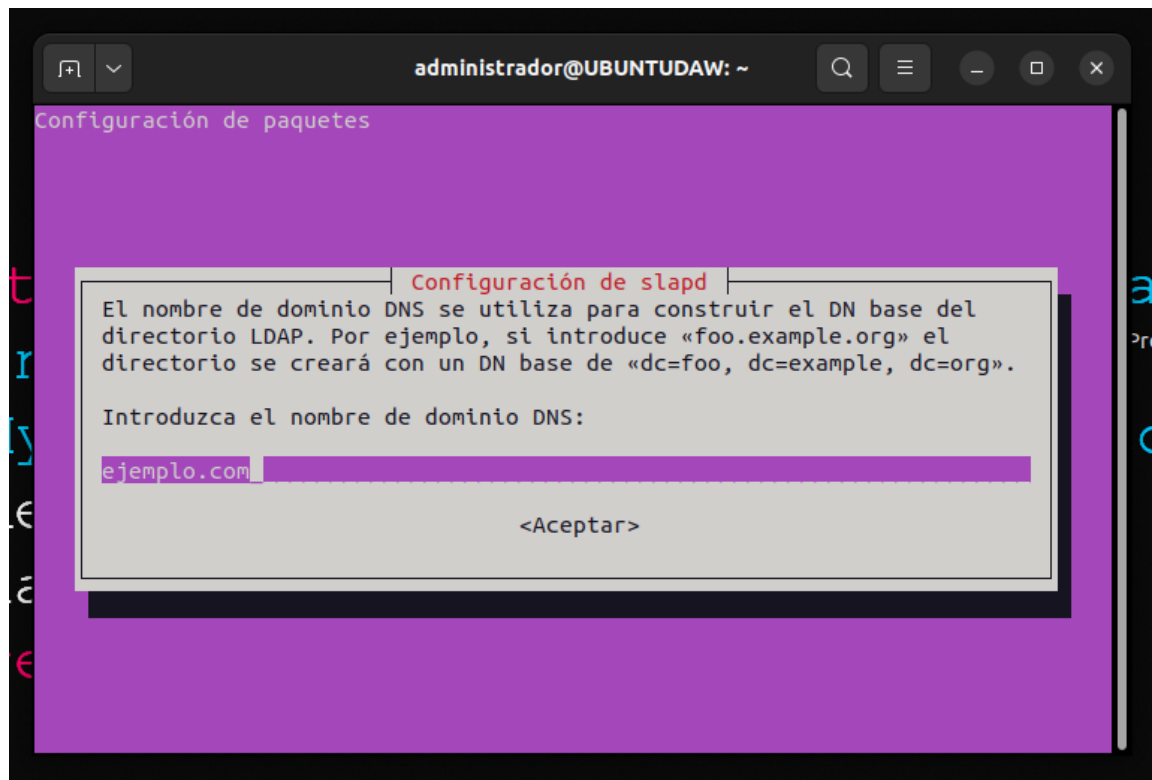 administrador@UBUNTUDAW: ~
Configuración de paquetes
Configuración de slapd
El nombre de dominio DNS se utiliza para construir el DN base del
directorio LDAP. Por ejemplo, si introduce «foo.example.org» el
directorio se creará con un DN base de «dc=foo, dc=example, dc=org».
Introduzca el nombre de dominio DNS:
ejemplo.com
<Aceptar>